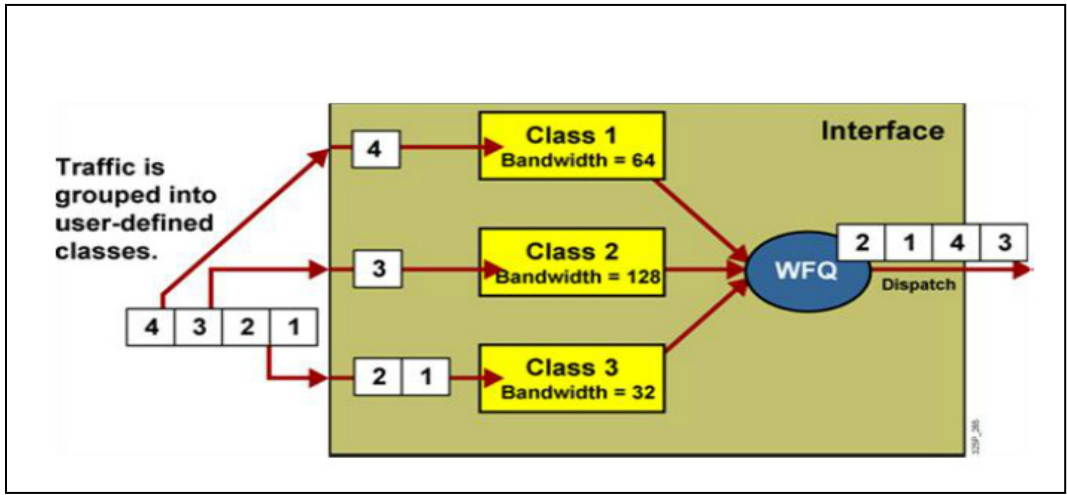 Traffic is
grouped into
user-defined
classes.
4 3 2 1
4
Class 1
Bandwidth = 64
3
Class 2
Bandwidth = 128
2 1
Class 3
Bandwidth = 32
Interface
WFQ
2 1 4 3
Dispatch
325P_265